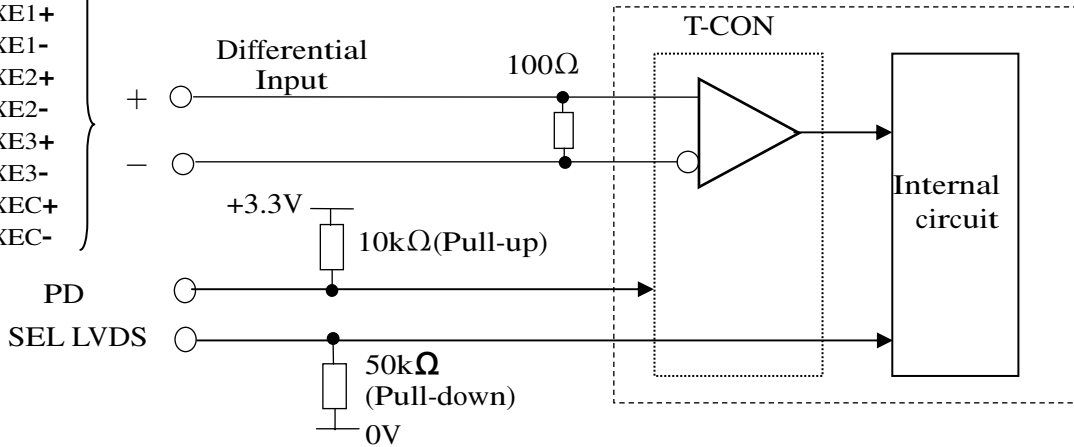 XE1+
XE1-
XE2+
XE2-
XE3+
XE3-
XEC+
XEC-
T-CON
Differential
Input
100Ω
+
−
Internal
circuit
+3.3V
10kΩ(Pull-up)
PD
SEL LVDS
50kΩ
(Pull-down)
0V